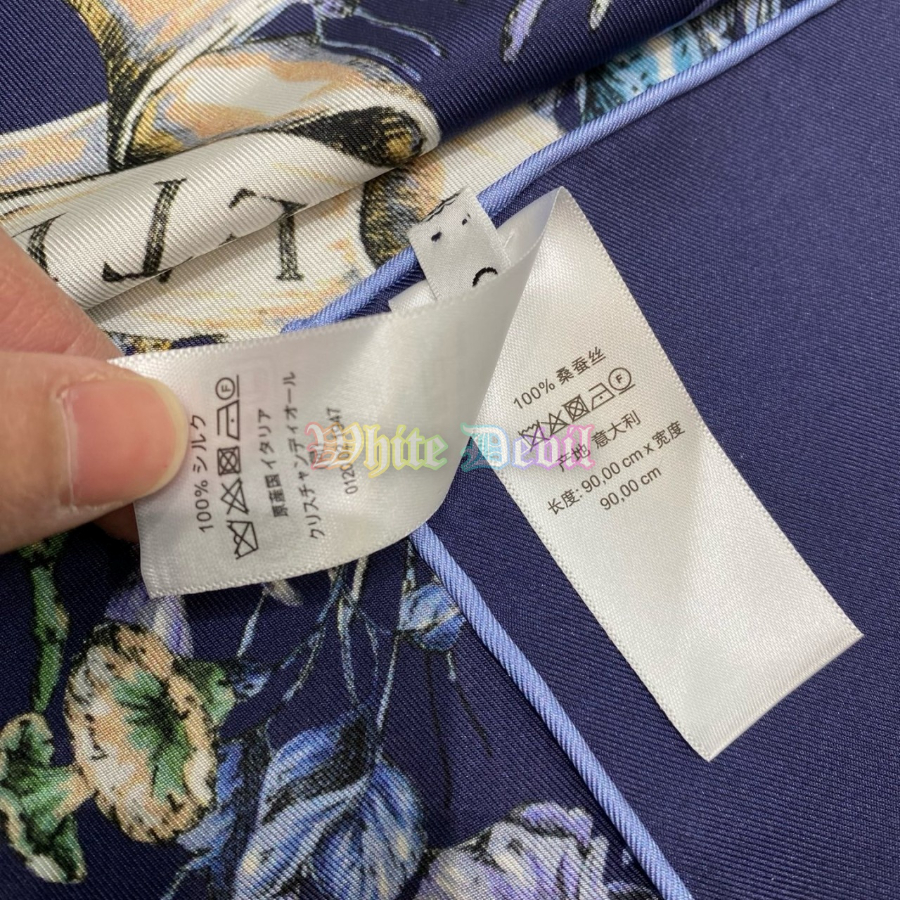 100% シルク
原産国イタリア
クリスチャンディオール
White Devil
100% 桑蚕丝
产地 意大利
长度: 90,00 cm x 宽度
90,00 cm